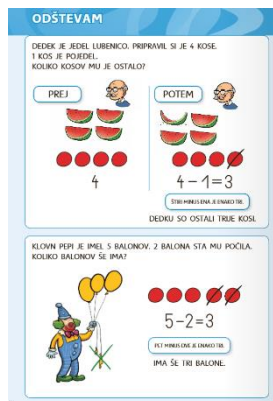 ODŠTEVAM
DEDEK JE JEDEL LUBENICO. PRIPRAVIL SI JE 4 KOSE.
1 KOS JE POJEDEL.
KOLIKO KOSOV MU JE OSTALO?
PREJ
POTEM
4
4-1=3
ŠTIRI MINUS ENA JE ENAKO TRI.
DEDKU SO OSTALI TRIJE KOSI.
KLOVN PEPI JE IMEL 5 BALONOV. 2 BALONA STA MU POČILA.
KOLIKO BALONOV ŠE IMA?
5-2=3
PET MINUS DVE JE ENAKO TRI.
IMA ŠE TRI BALONE.